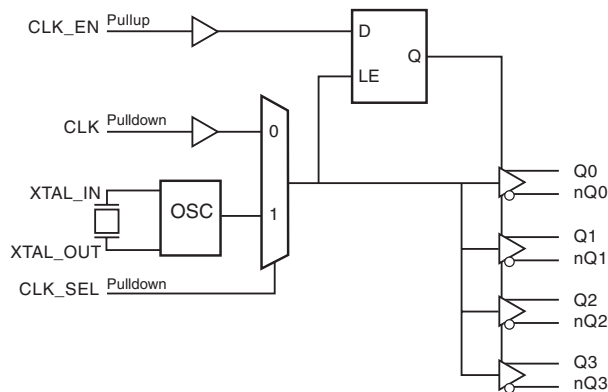 CLK_EN Pullup
D
Q
LE
CLK Pulldown
0
XTAL_IN
OSC
1
XTAL_OUT
CLK_SEL Pulldown
Q0
nQ0
Q1
nQ1
Q2
nQ2
Q3
nQ3